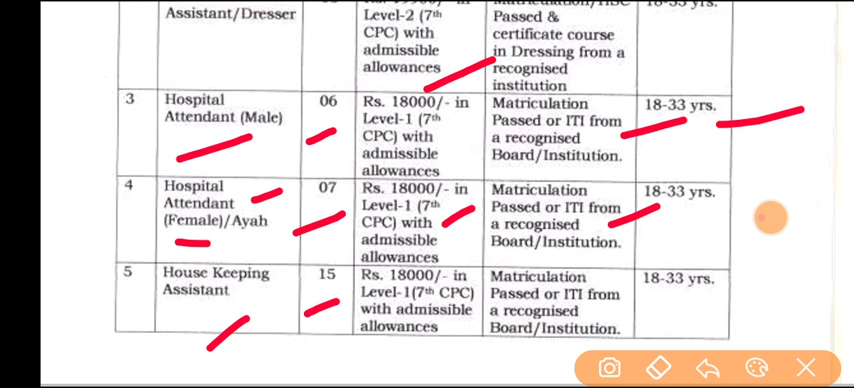 Assistant/Dresser
Level-2 (7th
CPC) with
admissible
allowances
Passed &
certificate course
in Dressing from a
recognised
institution
3
Hospital
Attendant (Male)
06
Rs. 18000/- in
Level-1 (7th
CPC) with
admissible
allowances
Matriculation
Passed or ITI from
a recognised
Board/Institution.
18-33 yrs.
4
Hospital
Attendant
(Female)/Ayah
07
Rs. 18000/- in
Level-1 (7th
CPC) with
admissible
allowances
Matriculation
Passed or ITI from
a recognised
Board/Institution.
18-33 yrs.
5
House Keeping
Assistant
15
Rs. 18000/- in
Level-1(7th CPC)
with admissible
allowances
Matriculation
Passed or ITI from
a recognised
Board/Institution.
18-33 yrs.